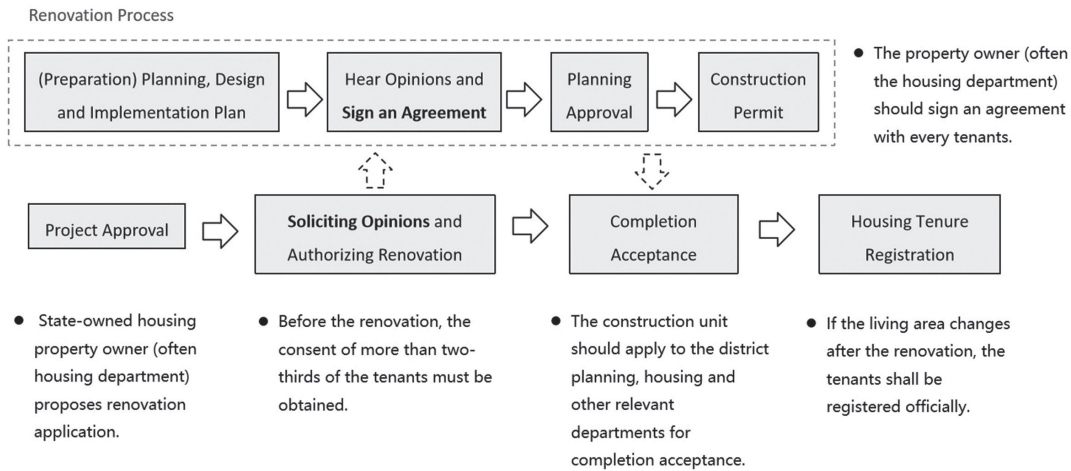 Renovation Process
(Preparation) Planning, Design
and Implementation Plan
Hear Opinions and
Sign an Agreement
Planning
Approval
Construction
Permit
The property owner (often
the housing department)
should sign an agreement
with every tenants.
Project Approval
Soliciting Opinions and
Authorizing Renovation
Completion
Acceptance
Housing Tenure
Registration
State-owned housing
property owner (often
housing department)
proposes renovation
application.
Before the renovation, the
consent of more than two-
thirds of the tenants must be
obtained.
The construction unit
should apply to the district
planning, housing and
other relevant
departments for
completion acceptance.
If the living area changes
after the renovation, the
tenants shall be
registered officially.